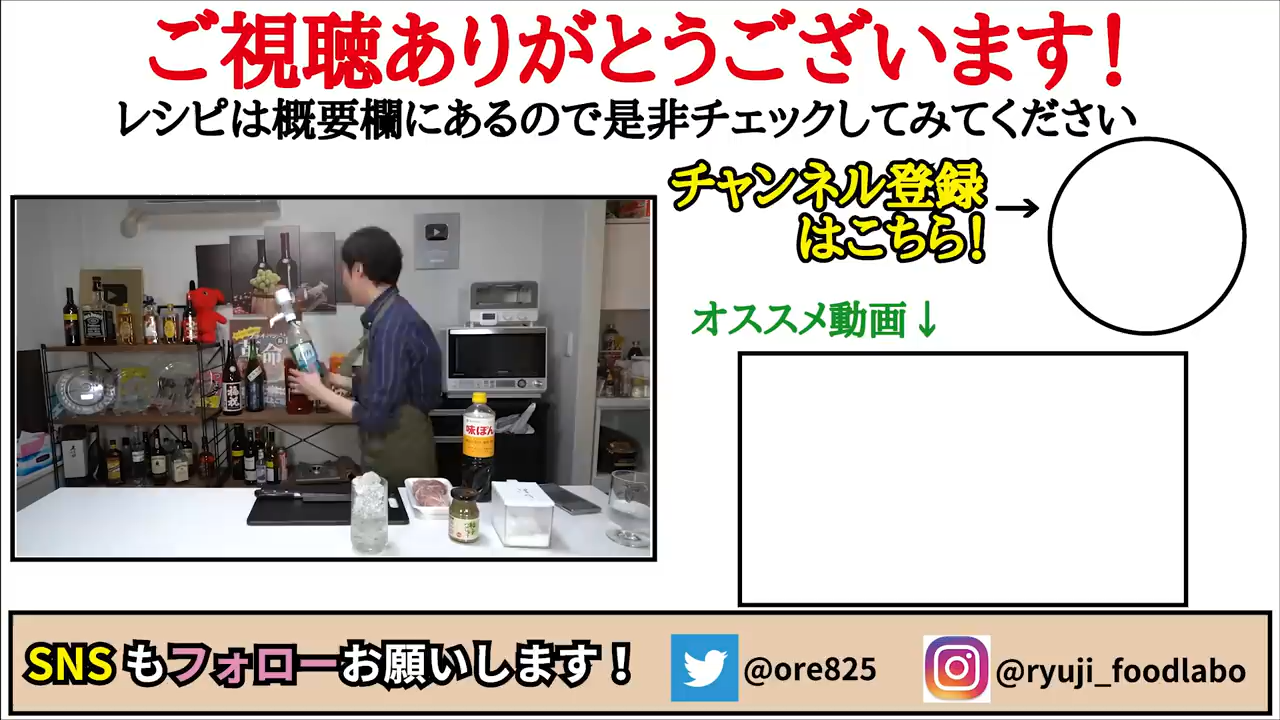 ご視聴ありがとうございます!
レシピは概要欄にあるので是非チェックしてみてください
チャンネル登録
はこちら!
→
オススメ動画↓
味ぽん
SNSもフォローお願いします!
@ore825
@ryuji_foodlabo